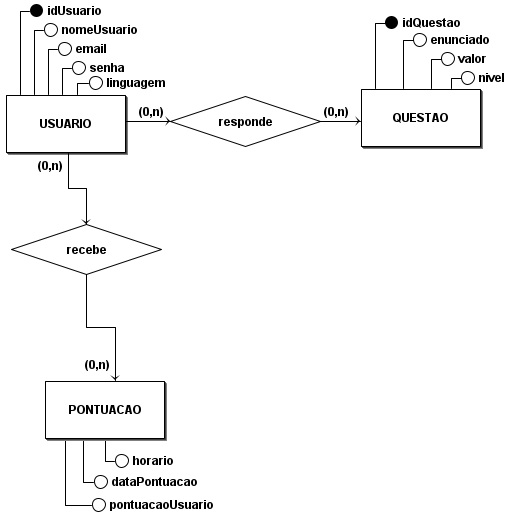 idUsuario
nomeUsuario
email
senha
linguagem
USUARIO
(0,n)
responde
(0,n)
idQuestao
enunciado
valor
nivel
QUESTAO
(0,n)
recebe
(0,n)
PONTUACAO
horario
dataPontuacao
pontuacaoUsuario